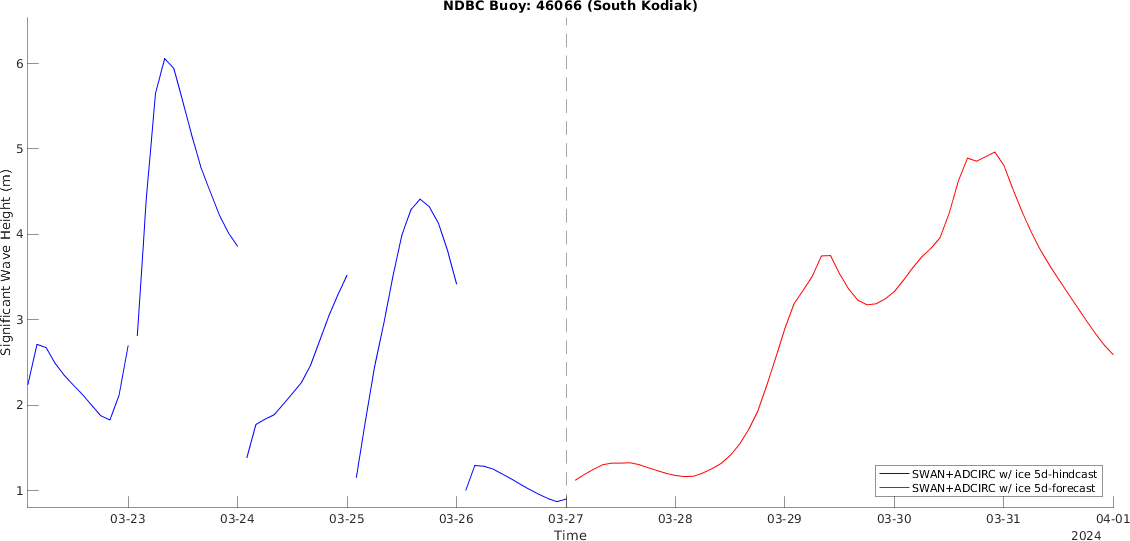 NDBC Buoy: 46066 (South Kodiak)
Significant Wave Height (m)
6
5
4
3
2
1
SWAN+ADCIRC w/ ice 5d-hindcast
SWAN+ADCIRC w/ ice 5d-forecast
03-23 03-24 03-25 03-26 03-27 03-28 03-29 03-30 03-31 04-01
Time
2024